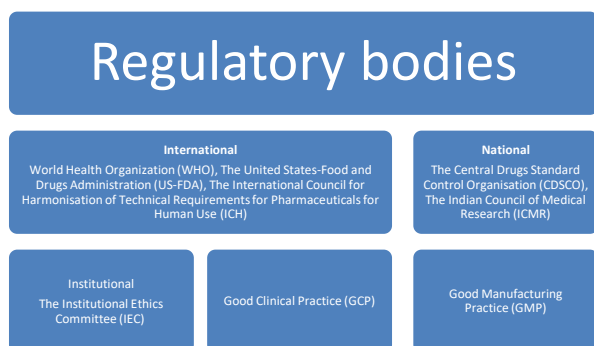 Regulatory bodies
International
World Health Organization (WHO), The United States-Food and
Drugs Administration (US-FDA), The International Council for
Harmonisation of Technical Requirements for Pharmaceuticals for
Human Use (ICH)
National
The Central Drugs Standard
Control Organisation (CDSCO),
The Indian Council of Medical
Research (ICMR)
Institutional
The Institutional Ethics
Committee (IEC)
Good Clinical Practice (GCP)
Good Manufacturing
Practice (GMP)